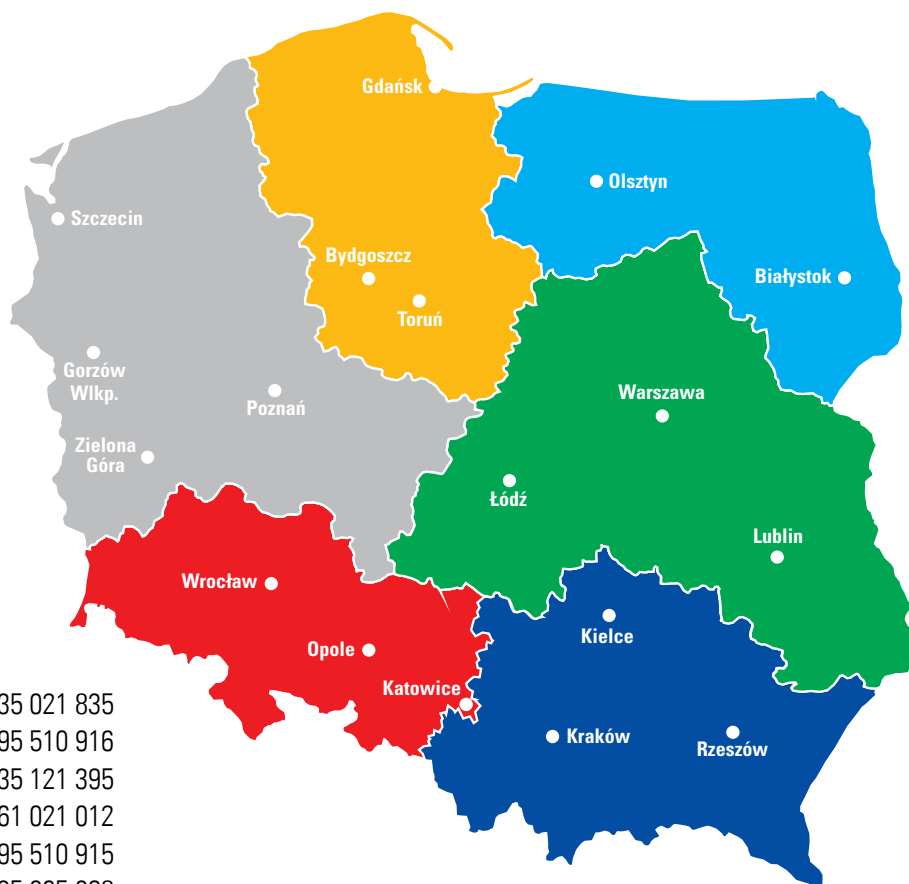 Gdańsk
Olsztyn
Szczecin
Bydgoszcz
Białystok
Toruń
Gorzów
Wlkp.
Poznań
Warszawa
Zielona
Góra
Łódź
Lublin
Wrocław
Kielce
Opole
Katowice
Kraków
Rzeszów
35 021 835
95 510 916
35 121 395
61 021 012
95 510 915